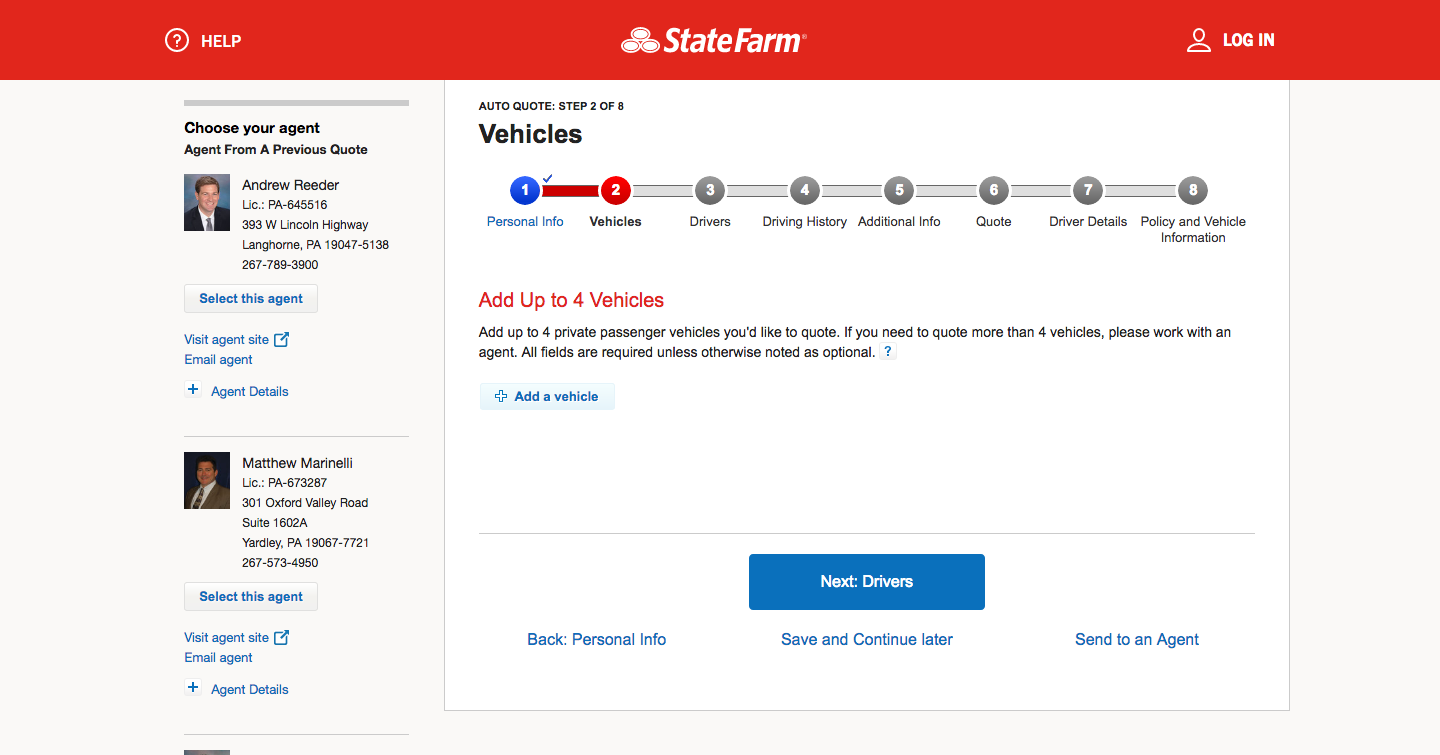 HELP
StateFarm®
LOG IN
Choose your agent
Agent From A Previous Quote
Andrew Reeder
Lic.: PA-645516
393 W Lincoln Highway
Langhorne, PA 19047-5138
267-789-3900
Select this agent
Visit agent site
Email agent
+ Agent Details
Matthew Marinelli
Lic.: PA-673287
301 Oxford Valley Road
Suite 1602A
Yardley, PA 19067-7721
267-573-4950
Select this agent
Visit agent site
Email agent
+ Agent Details
AUTO QUOTE: STEP 2 OF 8
Vehicles
1 2 3 4 5 6 7 8
Personal Info Vehicles Drivers Driving History Additional Info Quote Driver Details Policy and Vehicle
Information
Add Up to 4 Vehicles
Add up to 4 private passenger vehicles you'd like to quote. If you need to quote more than 4 vehicles, please work with an
agent. All fields are required unless otherwise noted as optional. ?
Add a vehicle
Next: Drivers
Back: Personal Info Save and Continue later Send to an Agent